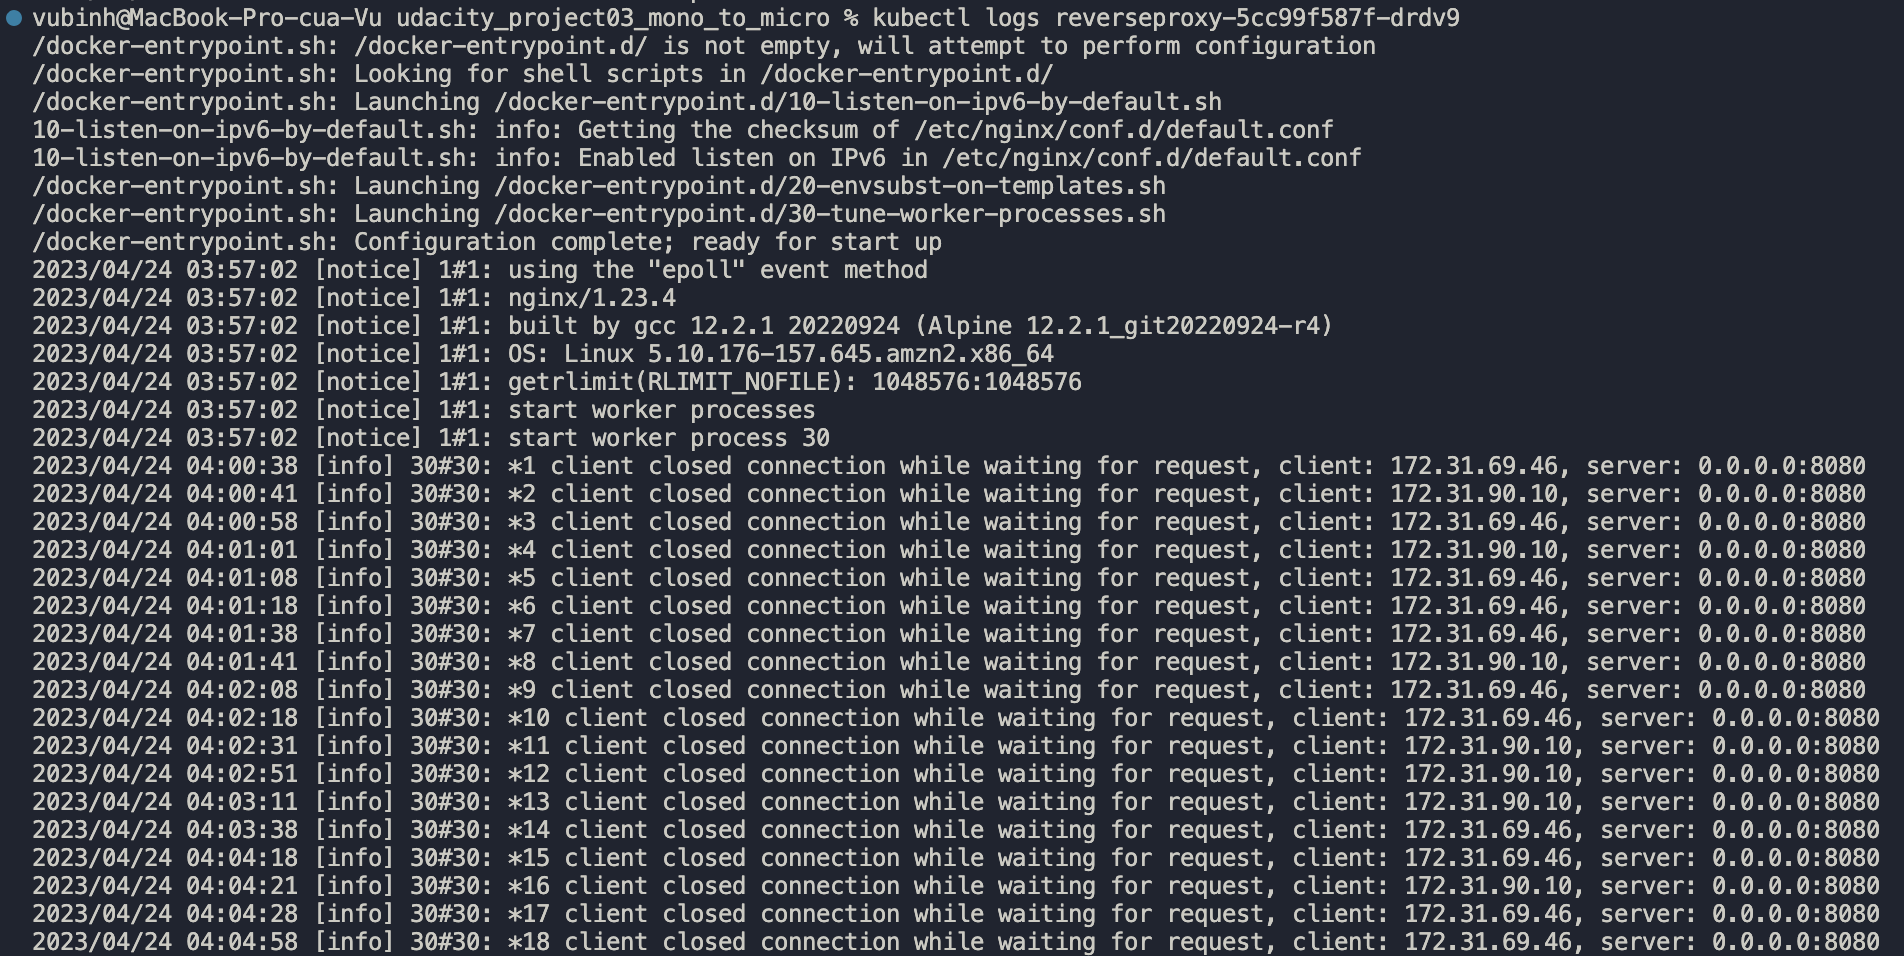 vubinh@MacBook-Pro-cua-Vu udacity_project03_mono_to_micro % kubectl logs reverseproxy-5cc99f587f-drdv9
/docker-entrypoint.sh: /docker-entrypoint.d/ is not empty, will attempt to perform configuration
/docker-entrypoint.sh: Looking for shell scripts in /docker-entrypoint.d/
/docker-entrypoint.sh: Launching /docker-entrypoint.d/10-listen-on-ipv6-by-default.sh
10-listen-on-ipv6-by-default.sh: info: Getting the checksum of /etc/nginx/conf.d/default.conf
10-listen-on-ipv6-by-default.sh: info: Enabled listen on IPv6 in /etc/nginx/conf.d/default.conf
/docker-entrypoint.sh: Launching /docker-entrypoint.d/20-envsubst-on-templates.sh
/docker-entrypoint.sh: Launching /docker-entrypoint.d/30-tune-worker-processes.sh
/docker-entrypoint.sh: Configuration complete; ready for start up
2023/04/24 03:57:02 [notice] 1#1: using the "epoll" event method
2023/04/24 03:57:02 [notice] 1#1: nginx/1.23.4
2023/04/24 03:57:02 [notice] 1#1: built by gcc 12.2.1 20220924 (Alpine 12.2.1_git20220924-r4)
2023/04/24 03:57:02 [notice] 1#1: OS: Linux 5.10.176-157.645.amzn2.x86_64
2023/04/24 03:57:02 [notice] 1#1: getrlimit(RLIMIT_NOFILE): 1048576:1048576
2023/04/24 03:57:02 [notice] 1#1: start worker processes
2023/04/24 03:57:02 [notice] 1#1: start worker process 30
2023/04/24 04:00:38 [info] 30#30: *1 client closed connection while waiting for request, client: 172.31.69.46, server: 0.0.0.0:8080
2023/04/24 04:00:41 [info] 30#30: *2 client closed connection while waiting for request, client: 172.31.90.10, server: 0.0.0.0:8080
2023/04/24 04:00:58 [info] 30#30: *3 client closed connection while waiting for request, client: 172.31.69.46, server: 0.0.0.0:8080
2023/04/24 04:01:01 [info] 30#30: *4 client closed connection while waiting for request, client: 172.31.90.10, server: 0.0.0.0:8080
2023/04/24 04:01:08 [info] 30#30: *5 client closed connection while waiting for request, client: 172.31.69.46, server: 0.0.0.0:8080
2023/04/24 04:01:18 [info] 30#30: *6 client closed connection while waiting for request, client: 172.31.69.46, server: 0.0.0.0:8080
2023/04/24 04:01:38 [info] 30#30: *7 client closed connection while waiting for request, client: 172.31.69.46, server: 0.0.0.0:8080
2023/04/24 04:01:41 [info] 30#30: *8 client closed connection while waiting for request, client: 172.31.90.10, server: 0.0.0.0:8080
2023/04/24 04:02:08 [info] 30#30: *9 client closed connection while waiting for request, client: 172.31.69.46, server: 0.0.0.0:8080
2023/04/24 04:02:18 [info] 30#30: *10 client closed connection while waiting for request, client: 172.31.69.46, server: 0.0.0.0:8080
2023/04/24 04:02:31 [info] 30#30: *11 client closed connection while waiting for request, client: 172.31.90.10, server: 0.0.0.0:8080
2023/04/24 04:02:51 [info] 30#30: *12 client closed connection while waiting for request, client: 172.31.90.10, server: 0.0.0.0:8080
2023/04/24 04:03:11 [info] 30#30: *13 client closed connection while waiting for request, client: 172.31.90.10, server: 0.0.0.0:8080
2023/04/24 04:03:38 [info] 30#30: *14 client closed connection while waiting for request, client: 172.31.69.46, server: 0.0.0.0:8080
2023/04/24 04:04:18 [info] 30#30: *15 client closed connection while waiting for request, client: 172.31.69.46, server: 0.0.0.0:8080
2023/04/24 04:04:21 [info] 30#30: *16 client closed connection while waiting for request, client: 172.31.90.10, server: 0.0.0.0:8080
2023/04/24 04:04:28 [info] 30#30: *17 client closed connection while waiting for request, client: 172.31.69.46, server: 0.0.0.0:8080
2023/04/24 04:04:58 [info] 30#30: *18 client closed connection while waiting for request, client: 172.31.69.46, server: 0.0.0.0:8080